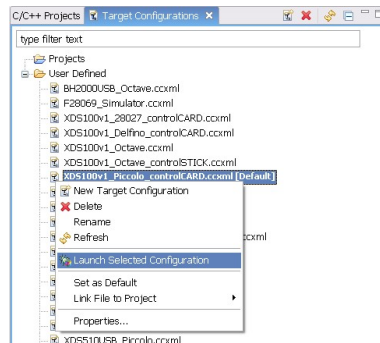 C/C++ Projects Target Configurations
type filter text
Projects
User Defined
BH2000USB_Octave.ccxml
F28069_Simulator.ccxml
XDS100v1_28027_controlCARD.ccxml
XDS100v1_Delfino_controlCARD.ccxml
XDS100v1_Octave.ccxml
XDS100v1_Octave_controlSTICK.ccxml
XDS100v1_Piccolo_controlCARD.ccxml [Default]
New Target Configuration
Delete
Rename
Refresh
ccxml
Launch Selected Configuration
Set as Default
Link File to Project
Properties...
XDS510USB_Piccolo.ccxml